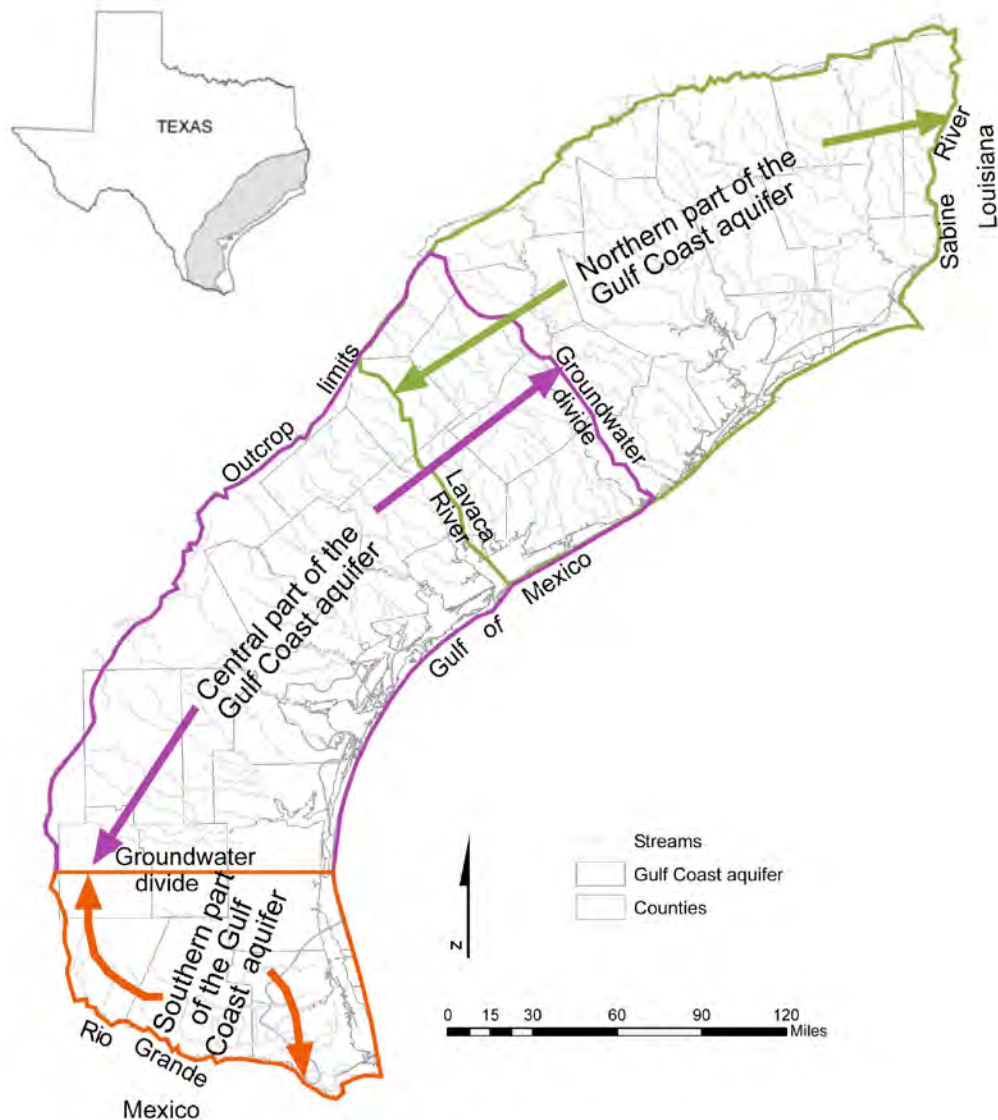 TEXAS
River
Louisiana
Sabine
Northern part of the
Gulf Coast aquifer
Outcrop limits
Groundwater
divide
Lavaca
River
Central part of the
Gulf Coast aquifer
Gulf of Mexico
Groundwater
divide
Southern part
of the Gulf
Coast aquifer
Rio Grande
Mexico
N
Streams
Gulf Coast aquifer
Counties
0 15 30 60 90 120
Miles